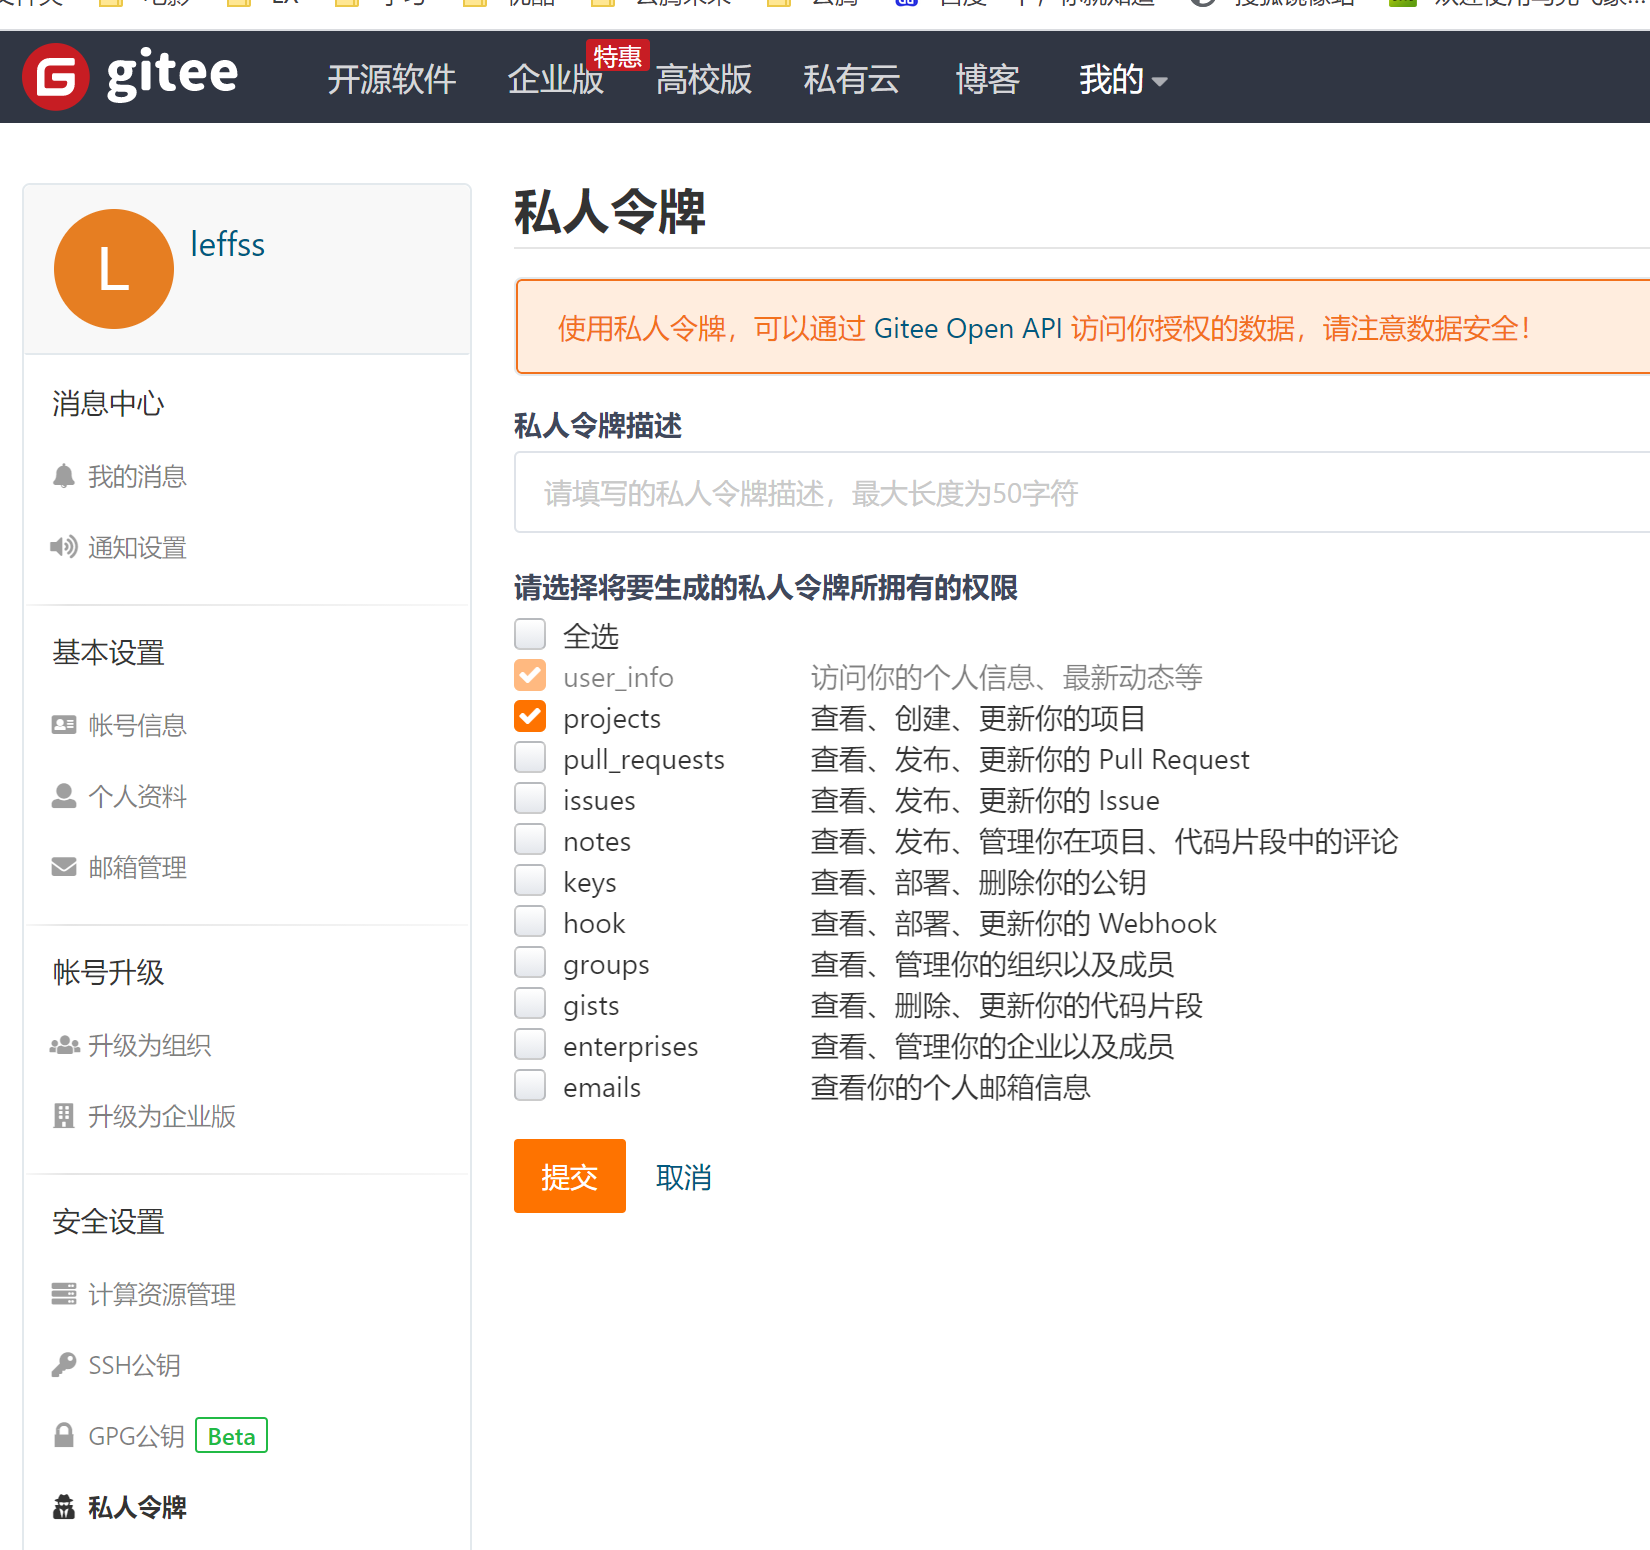 gitee 开源软件 企业版 特惠 高校版 私有云 博客 我的
L leffss
消息中心
我的消息
通知设置
基本设置
帐号信息
个人资料
邮箱管理
帐号升级
升级为组织
升级为企业版
安全设置
计算资源管理
SSH公钥
GPG公钥 Beta
私人令牌
私人令牌
使用私人令牌，可以通过 Gitee Open API 访问你授权的数据，请注意数据安全！
私人令牌描述
请填写的私人令牌描述，最大长度为50字符
请选择将要生成的私人令牌所拥有的权限
全选
user_info 访问你的个人信息、最新动态等
projects 查看、创建、更新你的项目
pull_requests 查看、发布、更新你的 Pull Request
issues 查看、发布、更新你的 Issue
notes 查看、发布、管理你在项目、代码片段中的评论
keys 查看、部署、删除你的公钥
hook 查看、部署、更新你的 Webhook
groups 查看、管理你的组织以及成员
gists 查看、删除、更新你的代码片段
enterprises 查看、管理你的企业以及成员
emails 查看你的个人邮箱信息
提交 取消